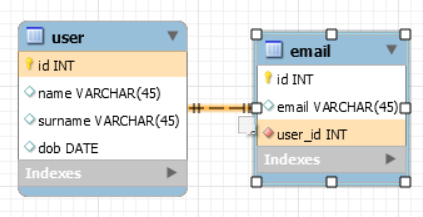 user
id INT
name VARCHAR(45)
surname VARCHAR(45)
dob DATE
Indexes
email
id INT
email VARCHAR(45)
user_id INT
Indexes